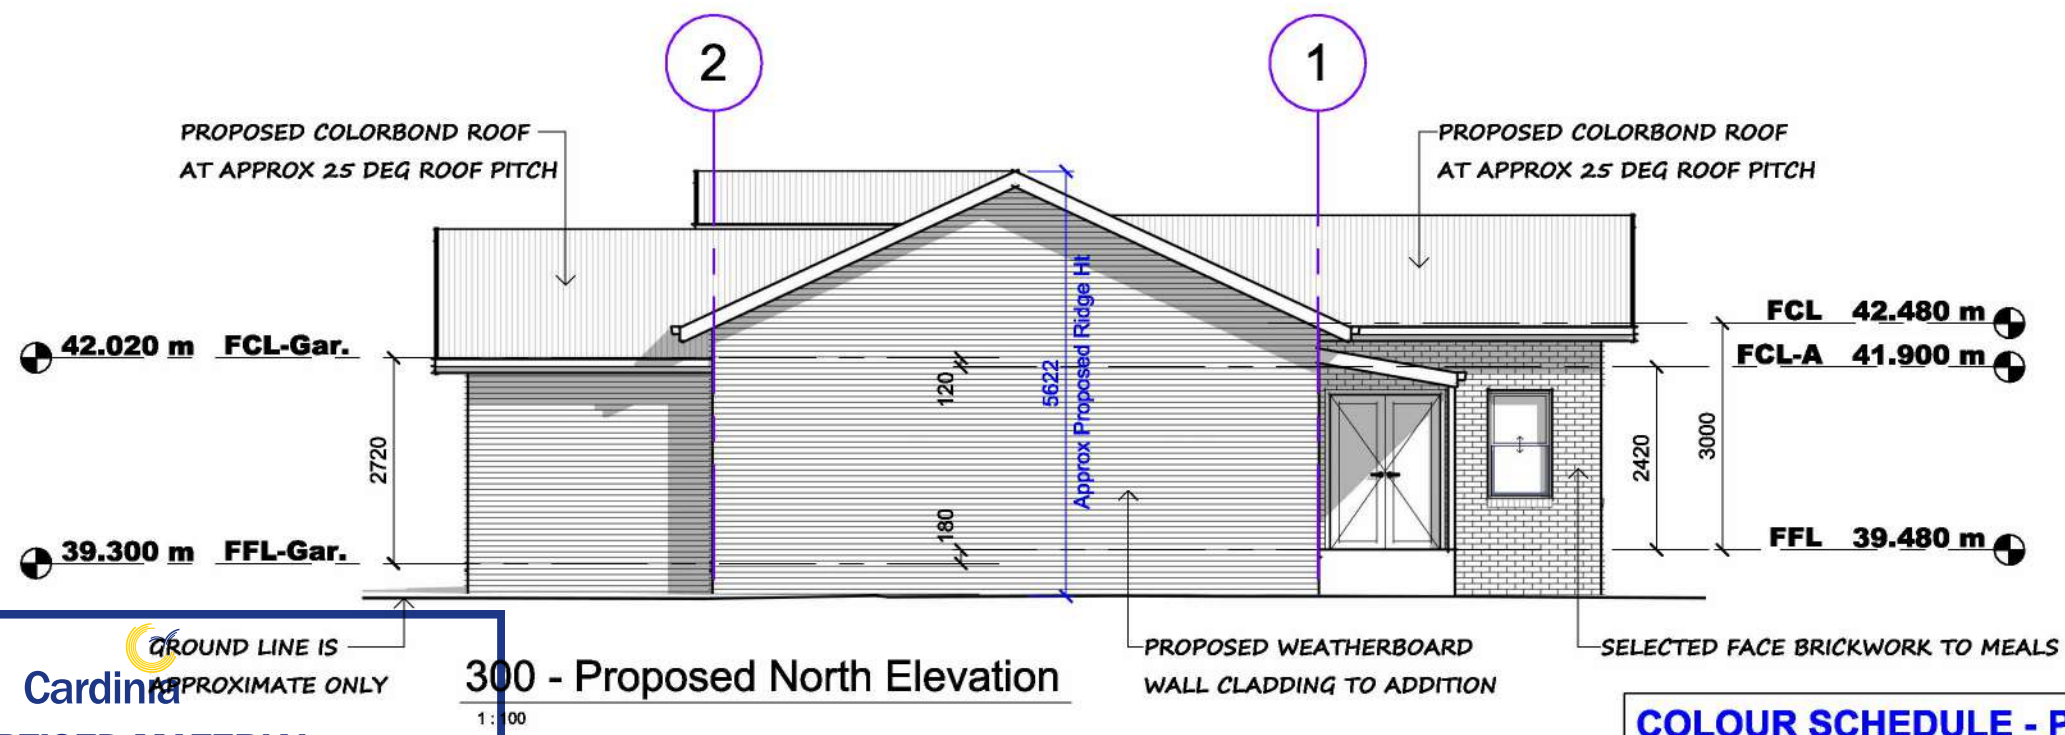 2
1
PROPOSED COLORBOND ROOF
AT APPROX 25 DEG ROOF PITCH
PROPOSED COLORBOND ROOF
AT APPROX 25 DEG ROOF PITCH
42.020 m FCL-Gar.
FCL 42.480 m
FCL-A 41.900 m
120
5622
Approx Proposed Ridge Ht
2720
2420
3000
180
39.300 m FFL-Gar.
FFL 39.480 m
GROUND LINE IS
APPROXIMATE ONLY
Cardinia
300 - Proposed North Elevation
1 : 100
PROPOSED WEATHERBOARD
WALL CLADDING TO ADDITION
SELECTED FACE BRICKWORK TO MEALS
COLOUR SCHEDULE - P